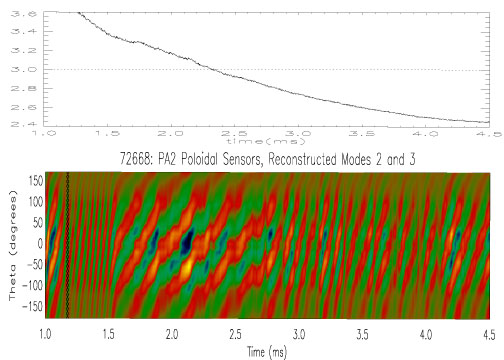 3.6
3.4
3.2
3.0
2.8
2.6
2.4
1.0 1.5 2.0 2.5 3.0 3.5 4.0 4.5
time(ms)
72668: PA2 Poloidal Sensors, Reconstructed Modes 2 and 3
Theta (degrees)
150
100
50
0
-50
-100
-150
1.0 1.5 2.0 2.5 3.0 3.5 4.0 4.5
Time (ms)